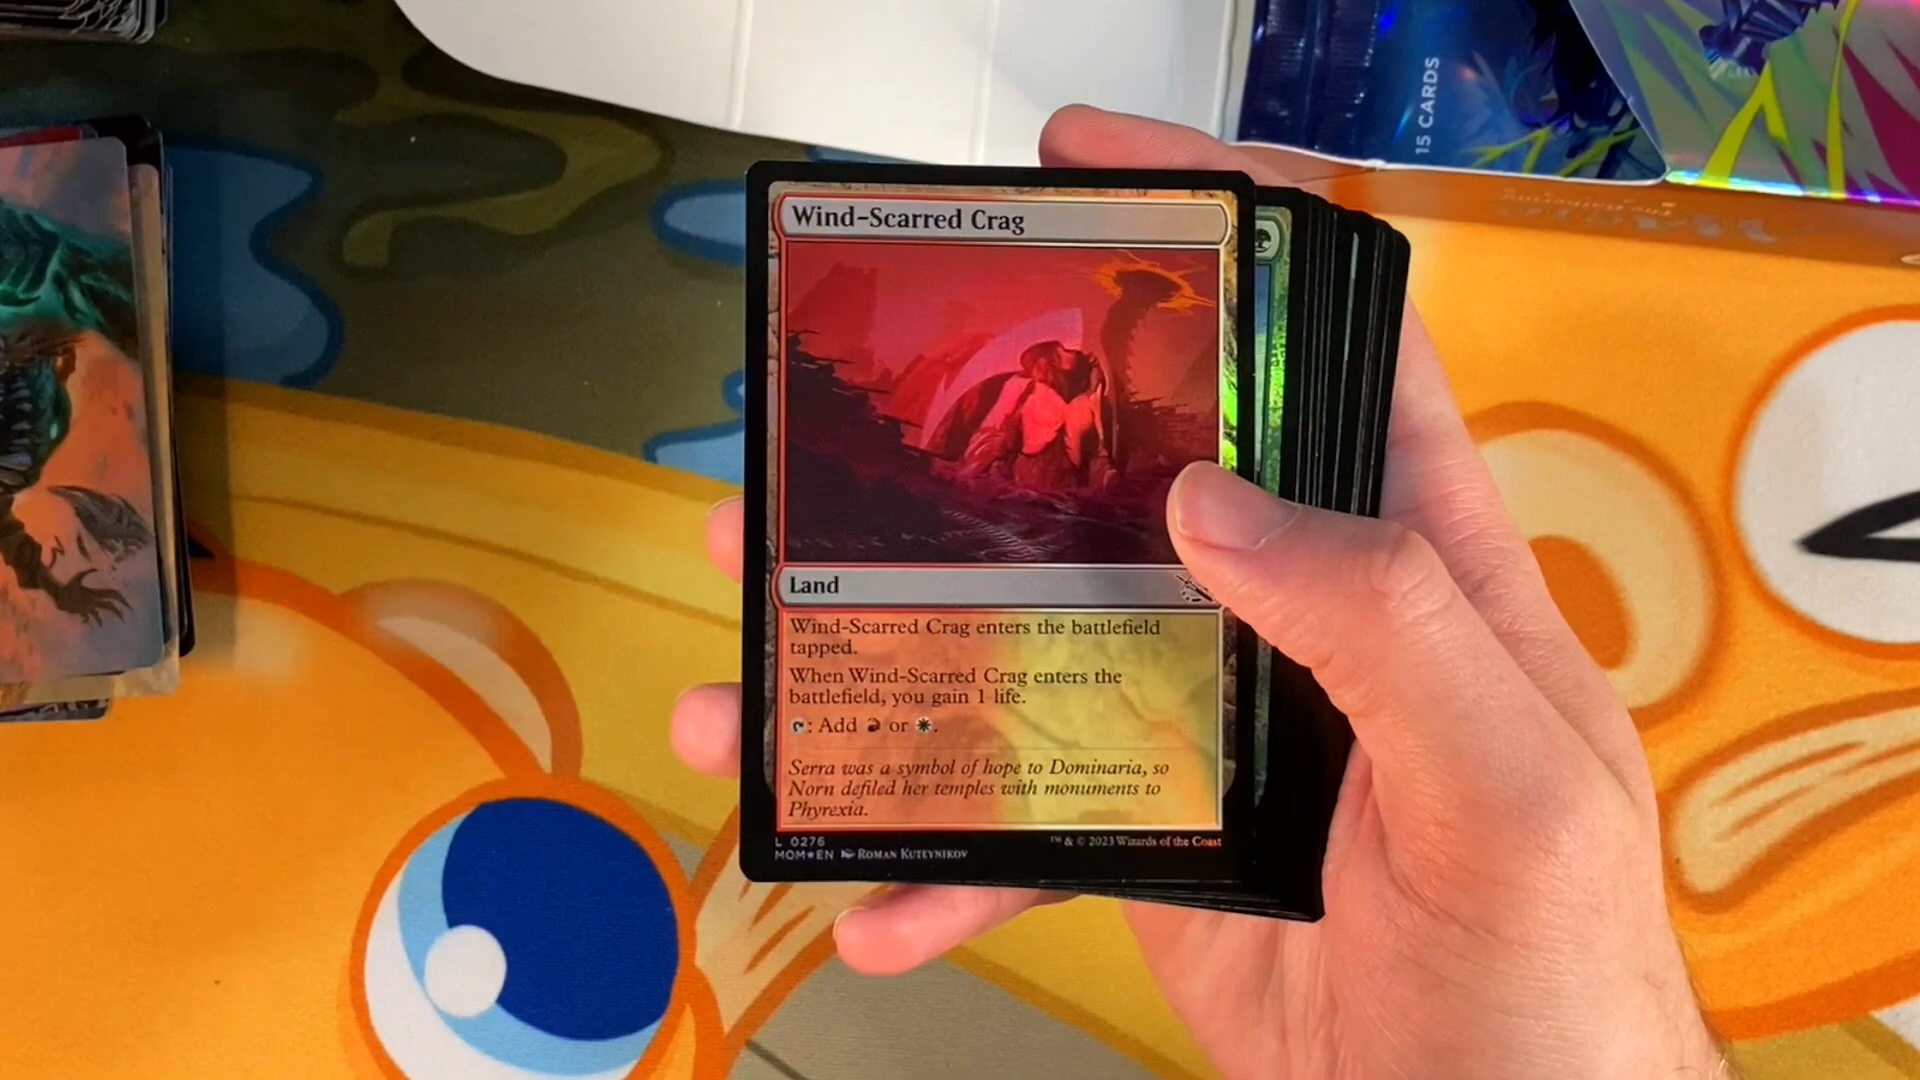 15 CARDS
Wind-Scarred Crag
Land
Wind-Scarred Crag enters the battlefield
tapped.
When Wind-Scarred Crag enters the
battlefield, you gain 1 life.
: Add or .
Serra was a symbol of hope to Dominaria, so
Norn defiled her temples with monuments to
Phyrexia.
L 0276
MOM★EN ROMAN KUTEYNIKOV
™ & © 2023 Wizards of the Coast